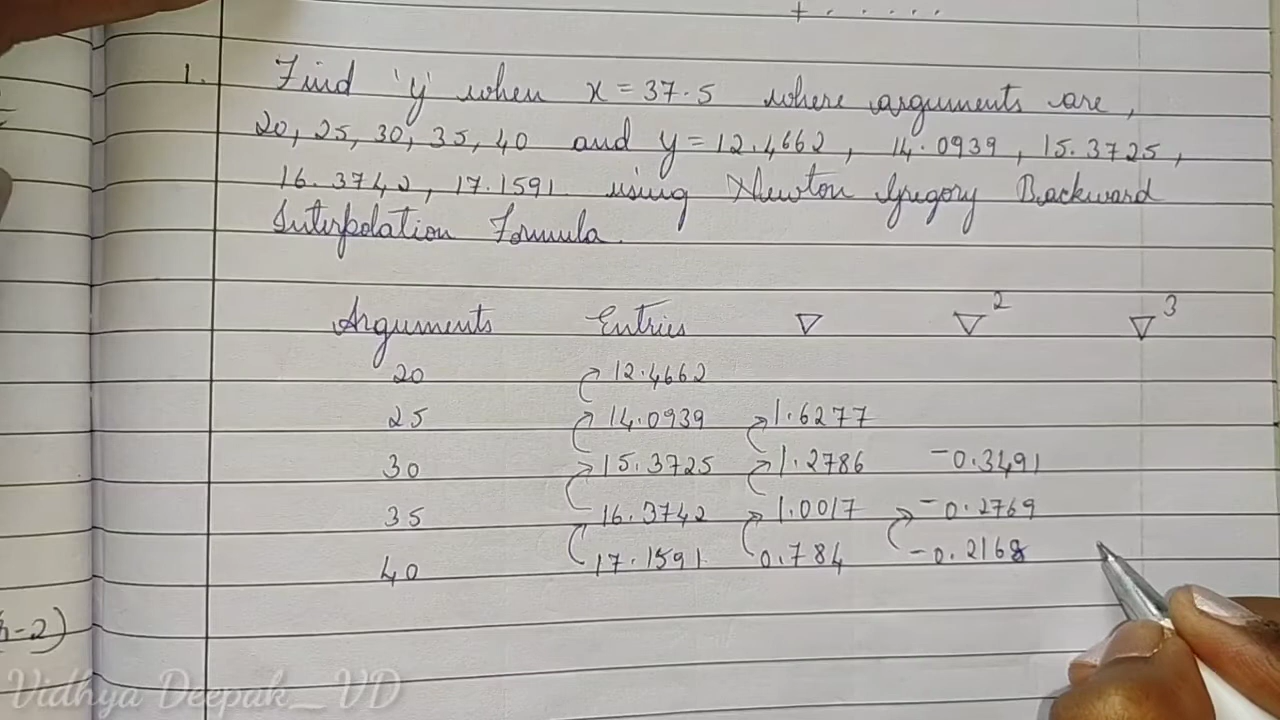 + . . . . . .
1. Find 'y' when x = 37.5 where arguments are,
20, 25, 30, 35, 40 and y = 12.4662, 14.0939, 15.3725,
16.3742, 17.1591 using Newton Gregory Backward
Interpolation Formula.
Arguments Entries ∇ ∇² ∇³
20 12.4662
25 14.0939 1.6277
30 15.3725 1.2786 -0.3491
35 16.3742 1.0017 -0.2769
40 17.1591 0.784 -0.2168
-2)
Vidhya Deepak_VD